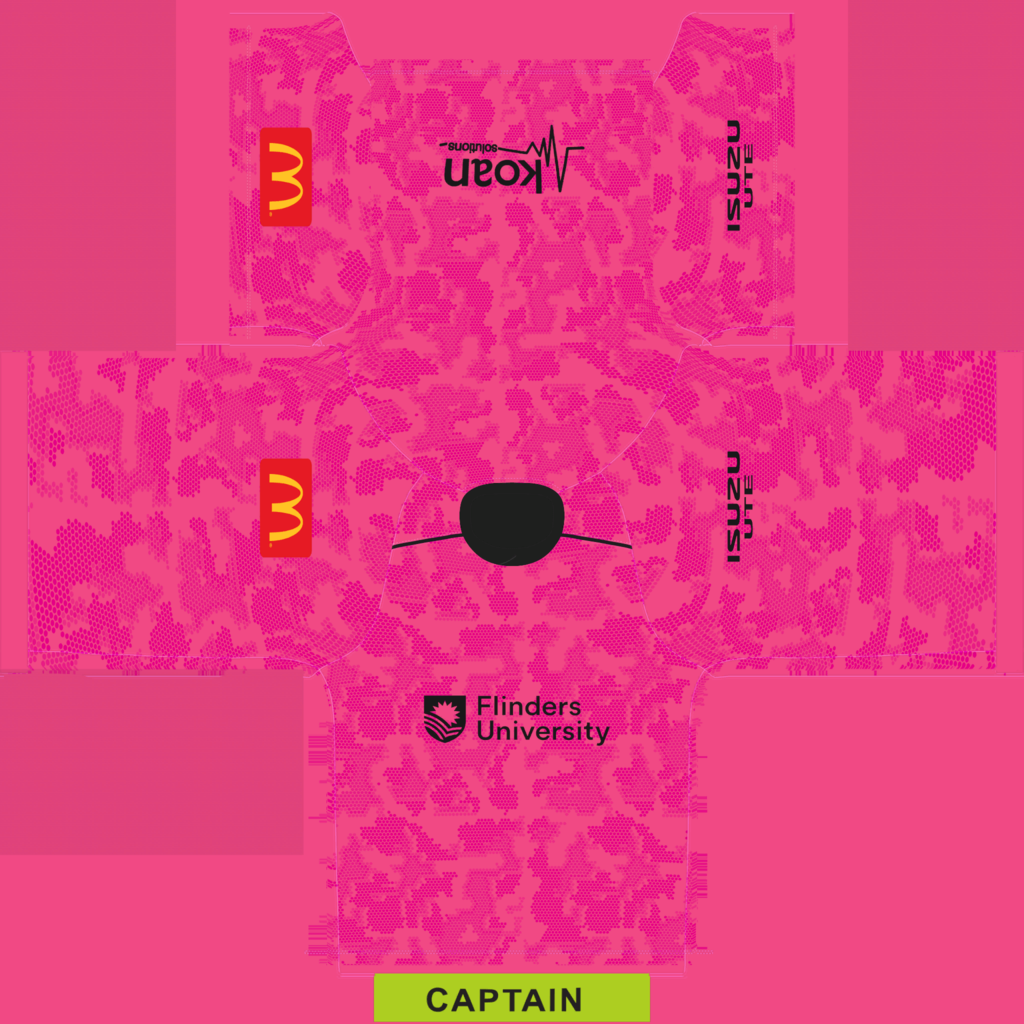 koan
solutions
ISUZU
UTE
ISUZU
UTE
Flinders
University
CAPTAIN